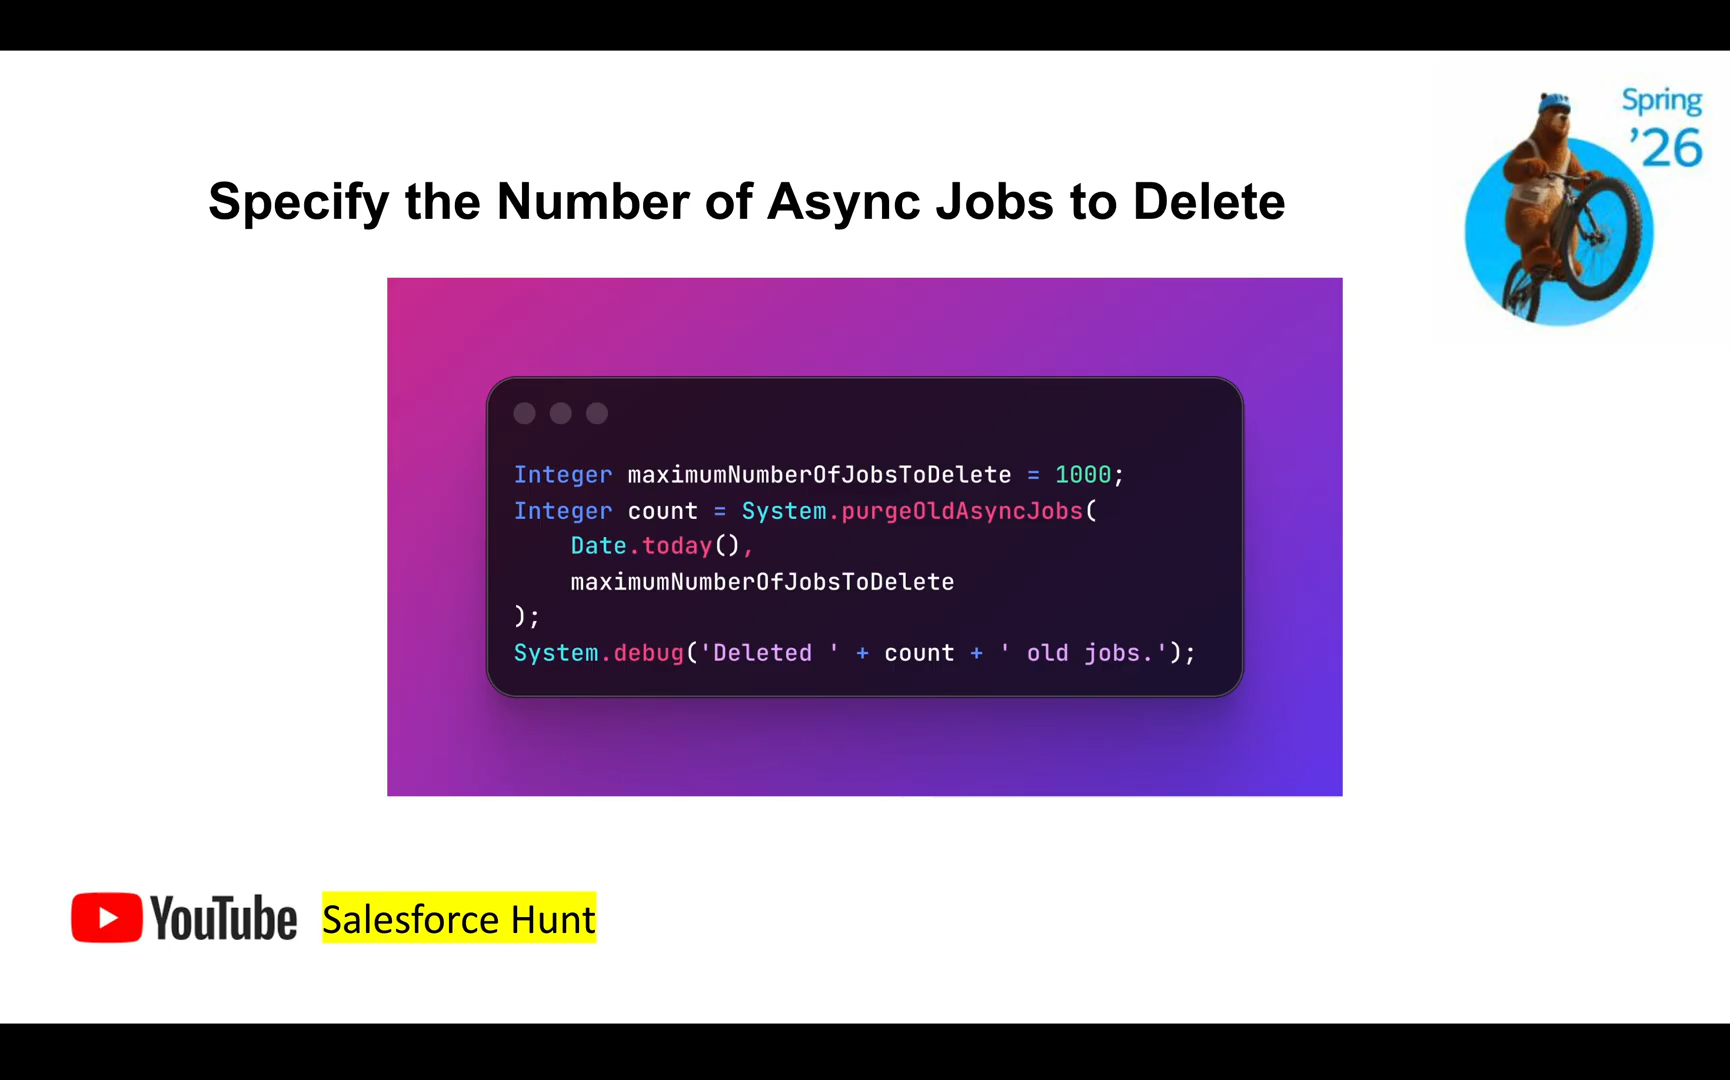 Spring
’26
Specify the Number of Async Jobs to Delete
Integer maximumNumberOfJobsToDelete = 1000;
Integer count = System.purgeOldAsyncJobs(
    Date.today(),
    maximumNumberOfJobsToDelete
);
System.debug('Deleted ' + count + ' old jobs.');
YouTube Salesforce Hunt